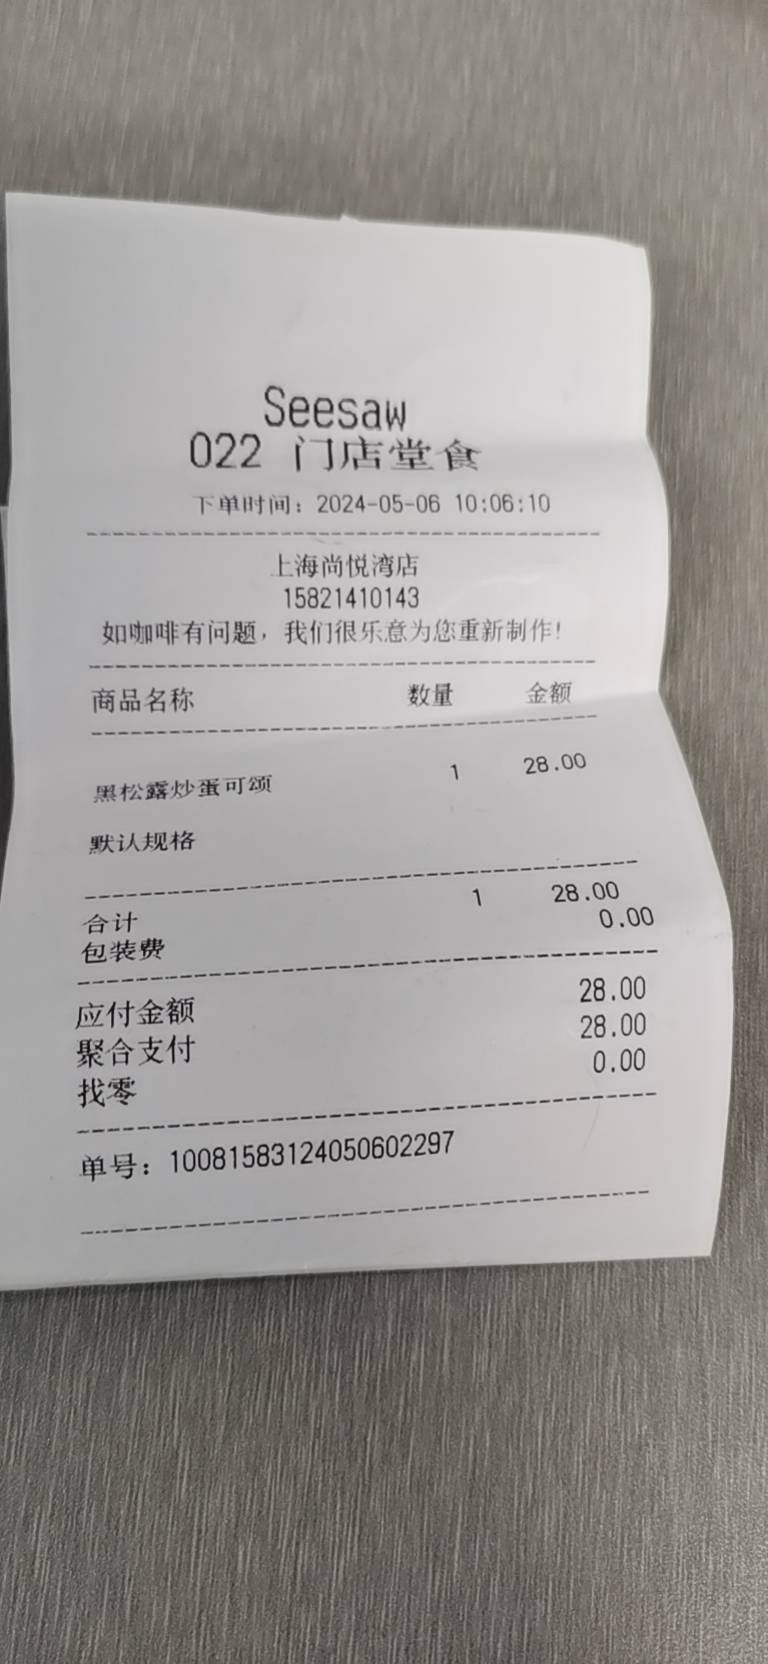 Seesaw
022 门店堂食
下单时间：2024-05-06 10:06:10
上海尚悦湾店
15821410143
如咖啡有问题，我们很乐意为您重新制作!
商品名称 数量 金额
黑松露炒蛋可颂 1 28.00
默认规格
合计 1 28.00
包装费 0.00
应付金额 28.00
聚合支付 28.00
找零 0.00
单号：10081583124050602297